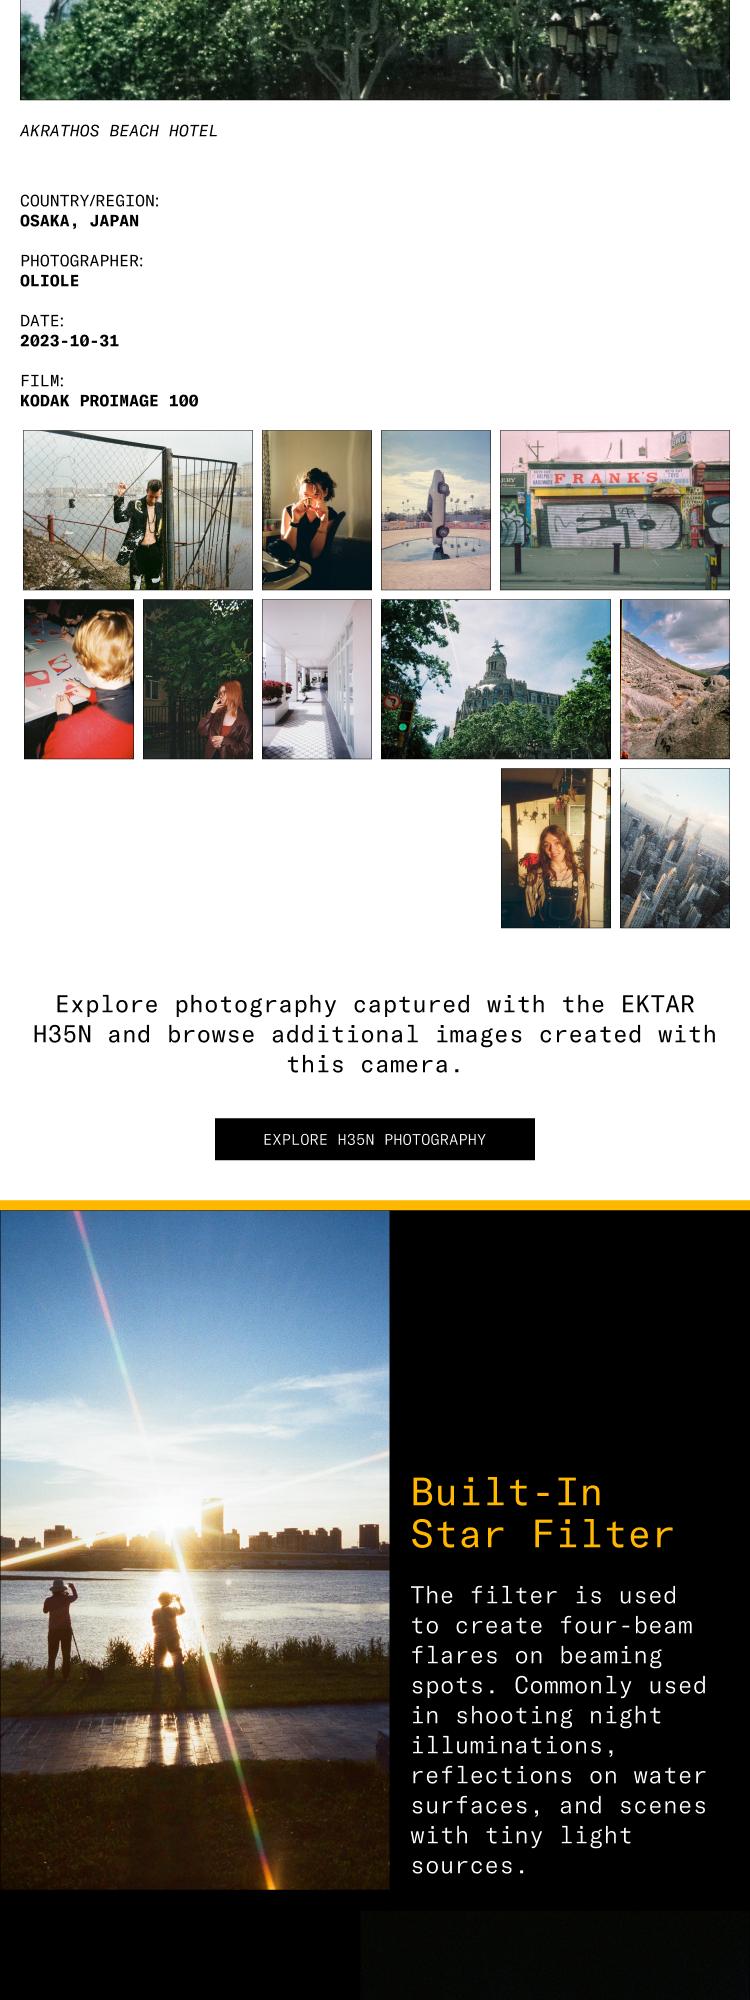 AKRATHOS BEACH HOTEL
COUNTRY/REGION:
OSAKA, JAPAN
PHOTOGRAPHER:
OLIOLE
DATE:
2023-10-31
FILM:
KODAK PROIMAGE 100
FRANK'S
Explore photography captured with the EKTAR
H35N and browse additional images created with
this camera.
EXPLORE H35N PHOTOGRAPHY
Built-In
Star Filter
The filter is used
to create four-beam
flares on beaming
spots. Commonly used
in shooting night
illuminations,
reflections on water
surfaces, and scenes
with tiny light
sources.